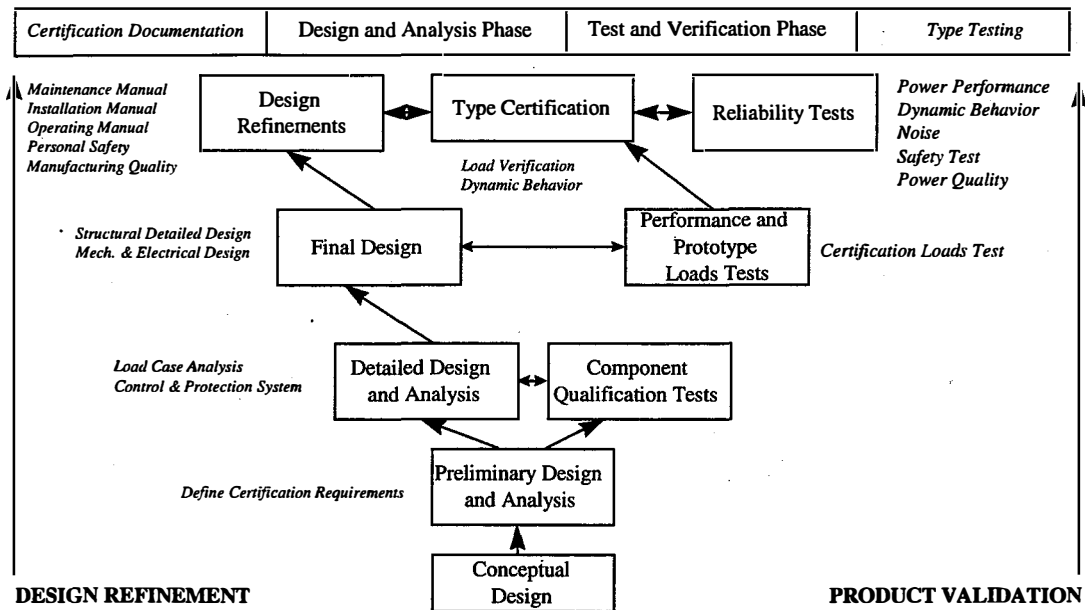 Certification Documentation
Design and Analysis Phase
Test and Verification Phase
Type Testing
Maintenance Manual
Installation Manual
Operating Manual
Personal Safety
Manufacturing Quality
Design
Refinements
Type Certification
Reliability Tests
Power Performance
Dynamic Behavior
Noise
Safety Test
Power Quality
Load Verification
Dynamic Behavior
Structural Detailed Design
Mech. & Electrical Design
Final Design
Performance and
Prototype
Loads Tests
Certification Loads Test
Load Case Analysis
Control & Protection System
Detailed Design
and Analysis
Component
Qualification Tests
Define Certification Requirements
Preliminary Design
and Analysis
Conceptual
Design
DESIGN REFINEMENT
PRODUCT VALIDATION